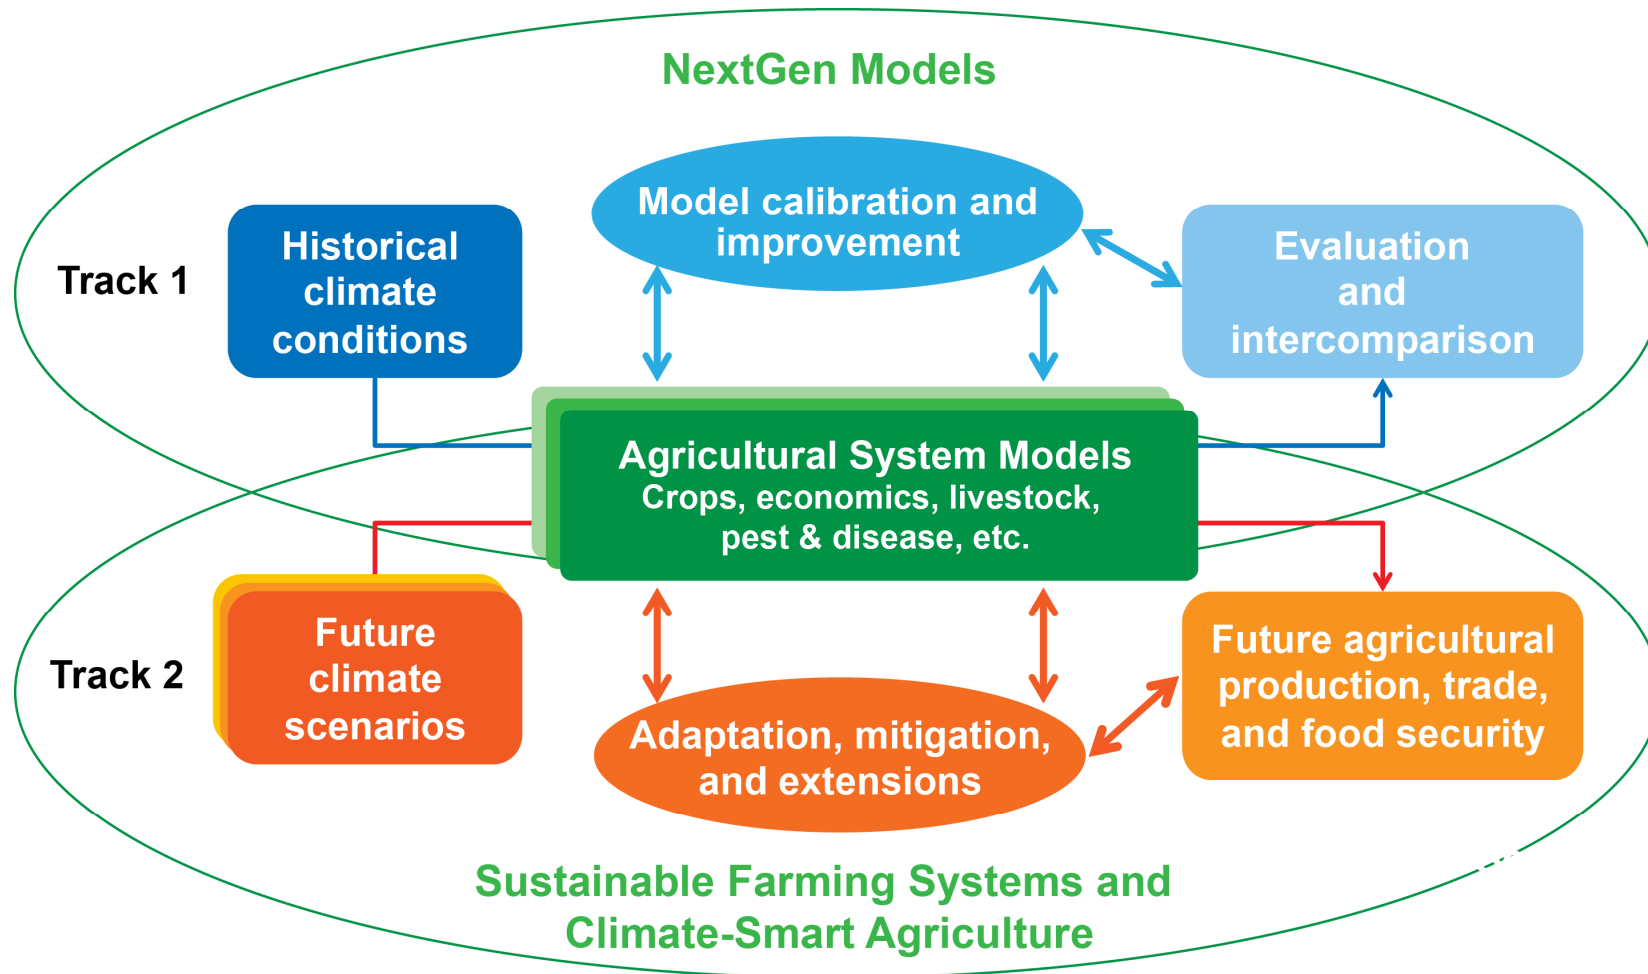 NextGen Models
Model calibration and
improvement
Track 1
Historical
climate
conditions
Evaluation
and
intercomparison
Agricultural System Models
Crops, economics, livestock,
pest & disease, etc.
Track 2
Future
climate
scenarios
Adaptation, mitigation,
and extensions
Future agricultural
production, trade,
and food security
Sustainable Farming Systems and
Climate-Smart Agriculture